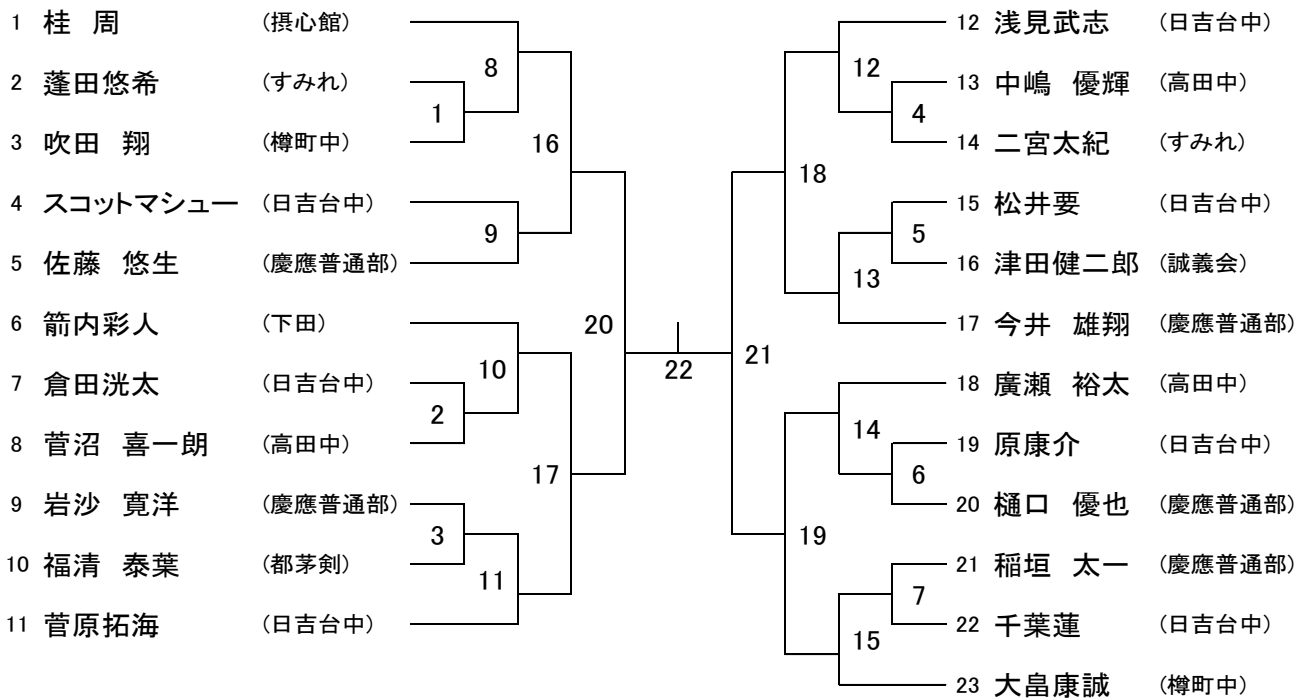 1 桂 周 (摂心館)
2 蓬田悠希 (すみれ)
3 吹田 翔 (樽町中)
4 スコットマシュー (日吉台中)
5 佐藤 悠生 (慶應普通部)
6 箭内彩人 (下田)
7 倉田洸太 (日吉台中)
8 菅沼 喜一朗 (高田中)
9 岩沙 寛洋 (慶應普通部)
10 福清 泰葉 (都茅剣)
11 菅原拓海 (日吉台中)
8
1
16
9
20
10
2
17
3
11
22
12
4
18
5
13
21
14
6
19
7
15
12 浅見武志 (日吉台中)
13 中嶋 優輝 (高田中)
14 二宮太紀 (すみれ)
15 松井要 (日吉台中)
16 津田健二郎 (誠義会)
17 今井 雄翔 (慶應普通部)
18 廣瀬 裕太 (高田中)
19 原康介 (日吉台中)
20 樋口 優也 (慶應普通部)
21 稲垣 太一 (慶應普通部)
22 千葉蓮 (日吉台中)
23 大畠康誠 (樽町中)